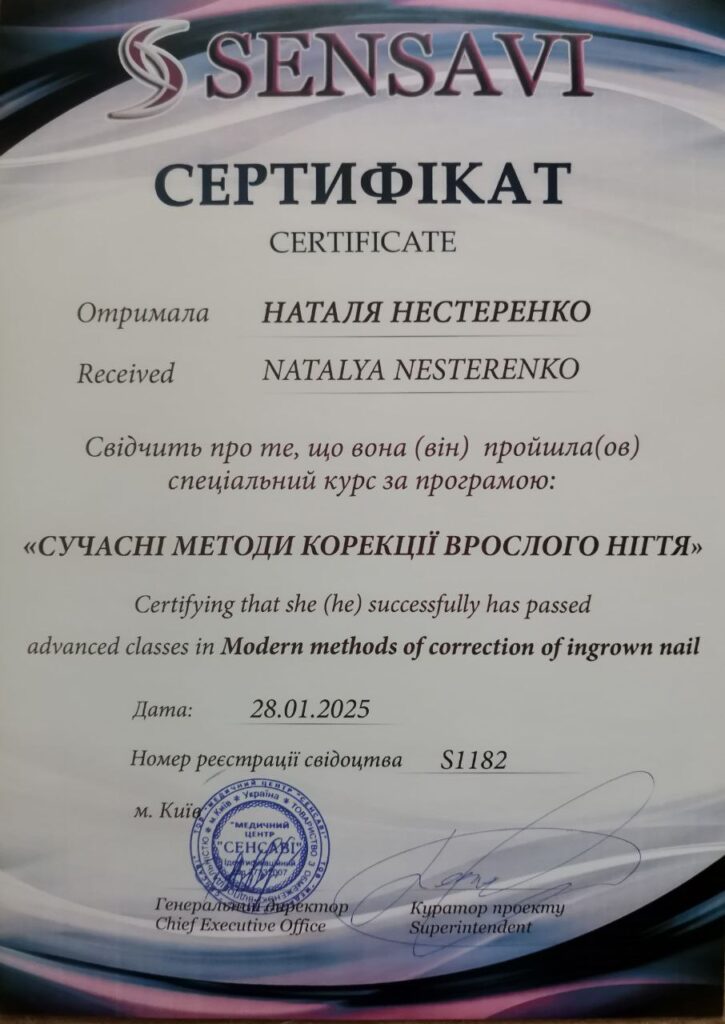 SENSAVI
СЕРТИФІКАТ
CERTIFICATE
Отримала НАТАЛЯ НЕСТЕРЕНКО
Received NATALYA NESTERENKO
Свідчить про те, що вона (він) пройшла(ов)
спеціальний курс за програмою:
«СУЧАСНІ МЕТОДИ КОРЕКЦІЇ ВРОСЛОГО НІГТЯ»
Certifying that she (he) successfully has passed
advanced classes in Modern methods of correction of ingrown nail
Дата: 28.01.2025
Номер реєстрації свідоцтва S1182
м. Київ
"МЕДИЧНИЙ
ЦЕНТР
"СЕНСАВІ"
Генеральний директор
Chief Executive Office
Куратор проекту
Superintendent